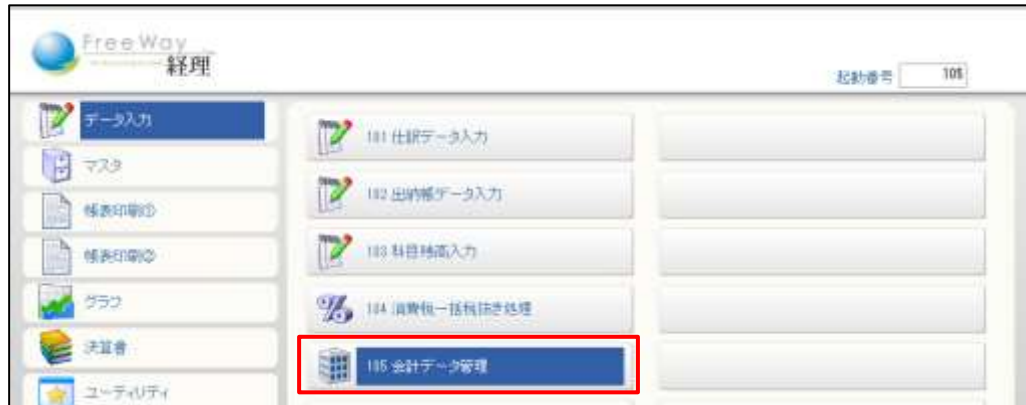 FreeWay
経理
起動番号 105
データ入力
マスタ
帳表印刷①
帳表印刷②
グラフ
決算書
ユーティリティ
101 仕訳データ入力
102 出納帳データ入力
103 科目残高入力
104 消費税一括税抜き処理
105 会計データ管理